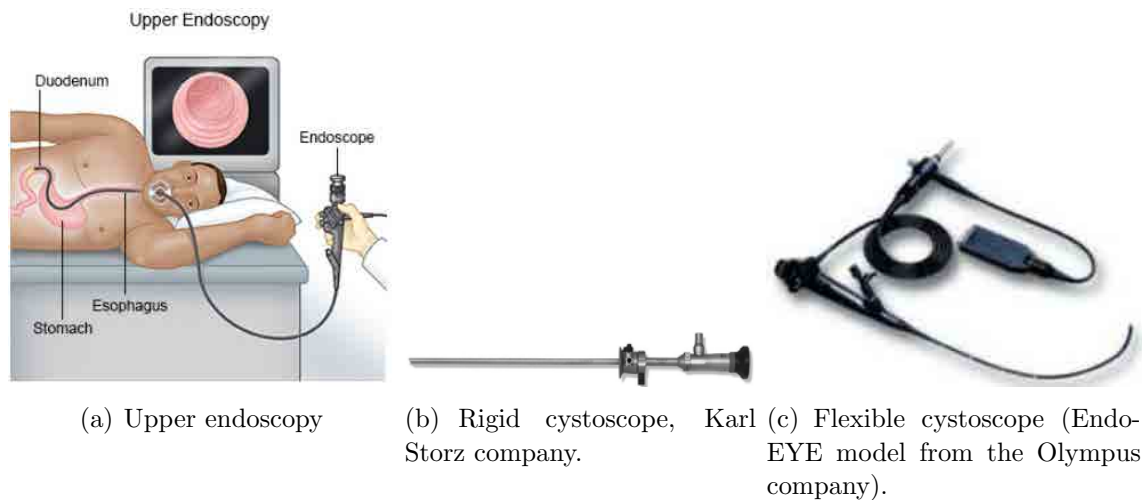 Upper Endoscopy
Duodenum
Endoscope
Esophagus
Stomach
(a) Upper endoscopy
(b) Rigid cystoscope, Karl
Storz company.
(c) Flexible cystoscope (Endo-
EYE model from the Olympus
company).